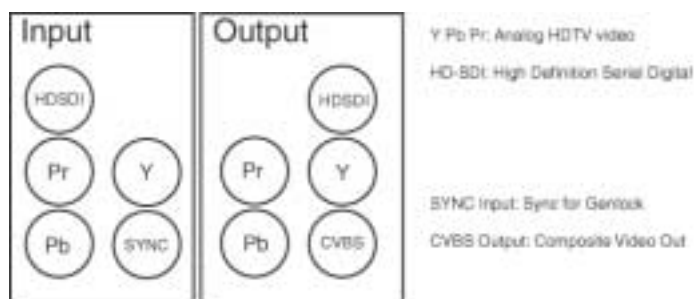 Input
Output
Y Pb Pr: Analog HDTV video
HD-SDI: High Definition Serial Digital
HDSDI
HDSDI
Pr
Y
Pr
Y
SYNC Input: Sync for Genlock
Pb
SYNC
Pb
CVBS
CVBS Output: Composite Video Out